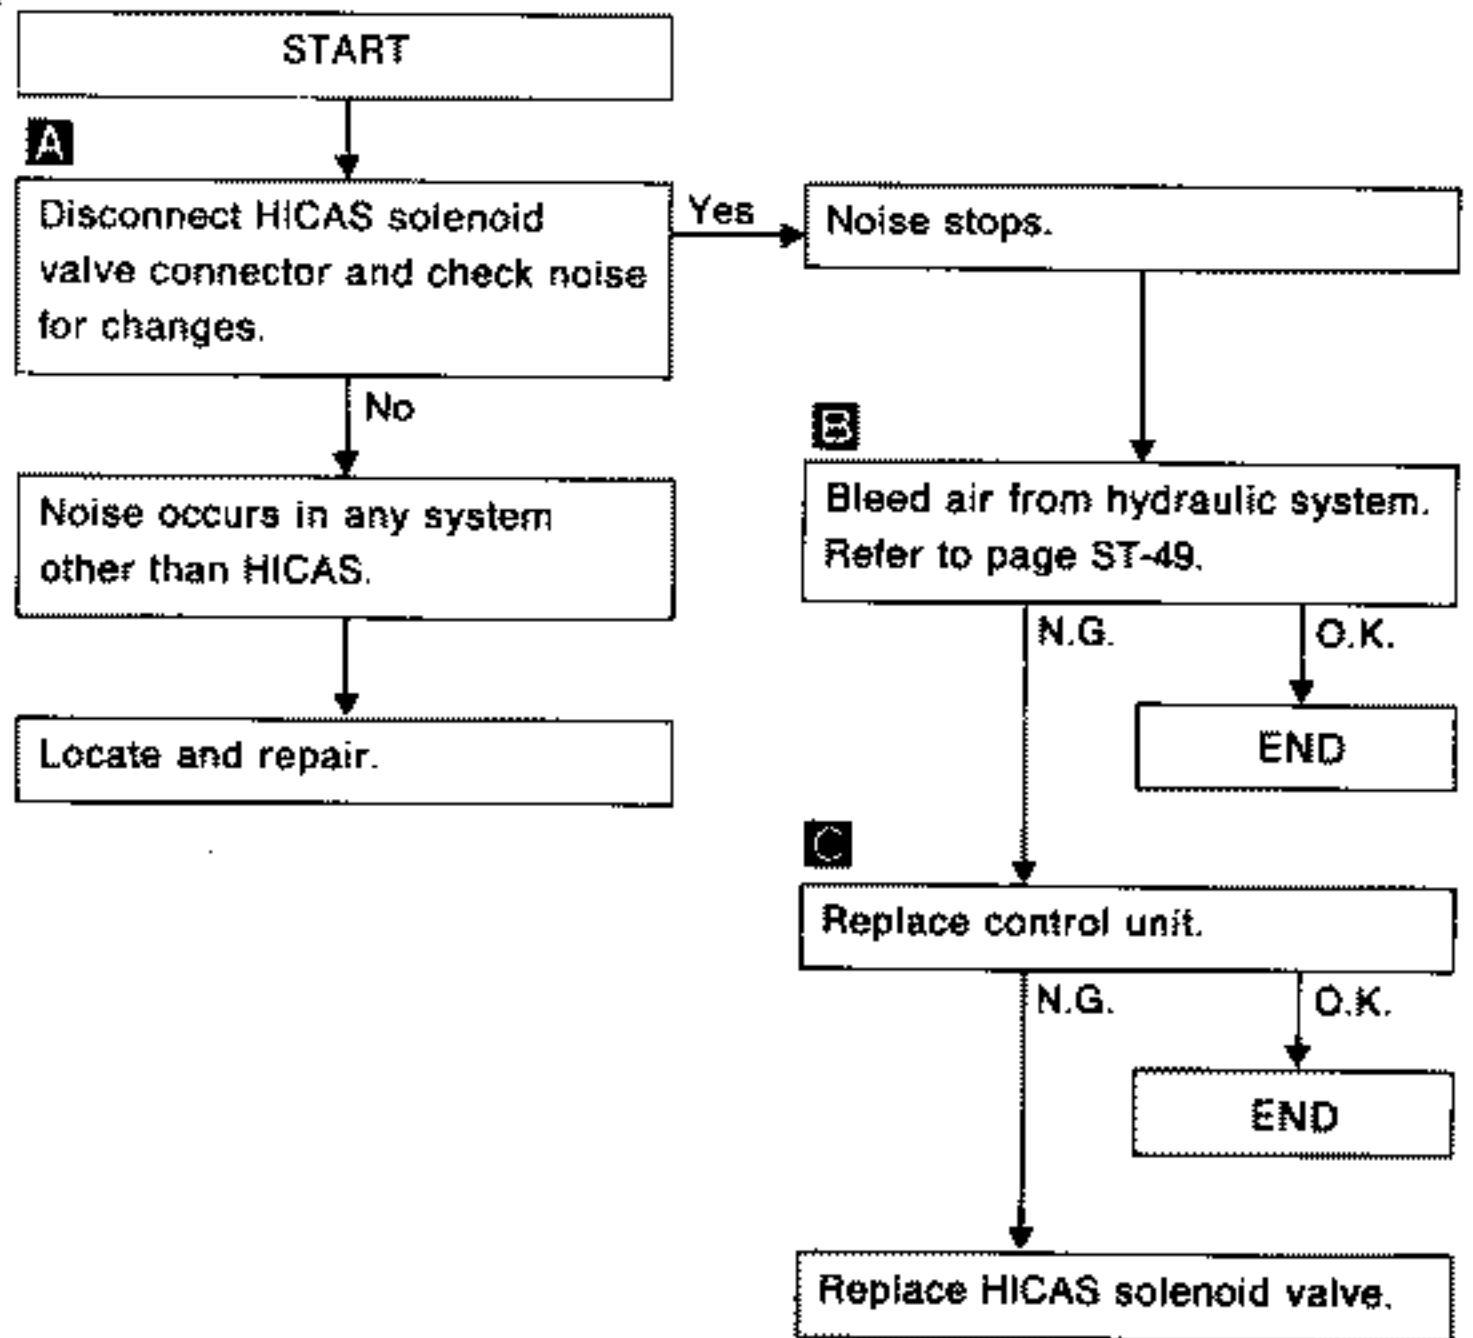 START
A
Disconnect HICAS solenoid
valve connector and check noise
for changes.
Yes
Noise stops.
No
Noise occurs in any system
other than HICAS.
Locate and repair.
B
Bleed air from hydraulic system.
Refer to page ST-49.
N.G.
O.K.
END
C
Replace control unit.
N.G.
O.K.
END
Replace HICAS solenoid valve.